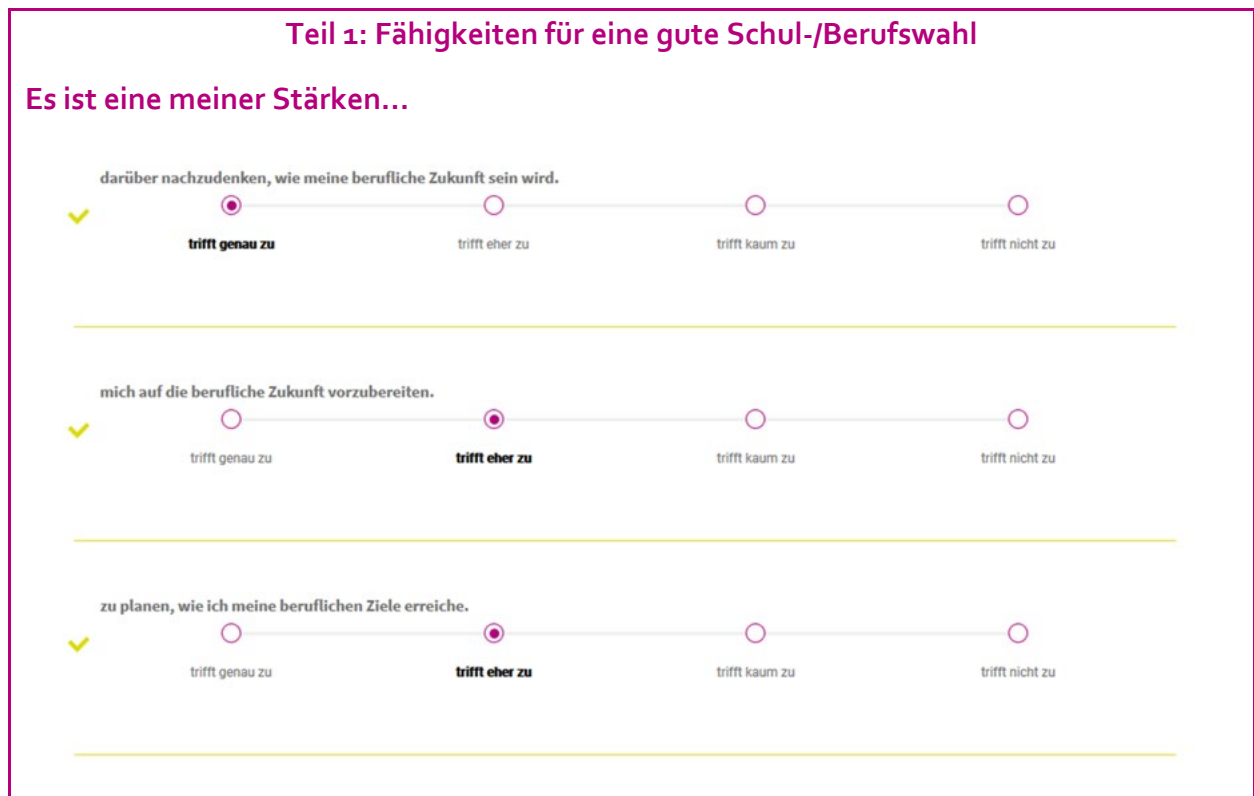 Teil 1: Fähigkeiten für eine gute Schul-/Berufswahl
Es ist eine meiner Stärken...
darüber nachzudenken, wie meine berufliche Zukunft sein wird.
trifft genau zu trifft eher zu trifft kaum zu trifft nicht zu
mich auf die berufliche Zukunft vorzubereiten.
trifft genau zu trifft eher zu trifft kaum zu trifft nicht zu
zu planen, wie ich meine beruflichen Ziele erreiche.
trifft genau zu trifft eher zu trifft kaum zu trifft nicht zu